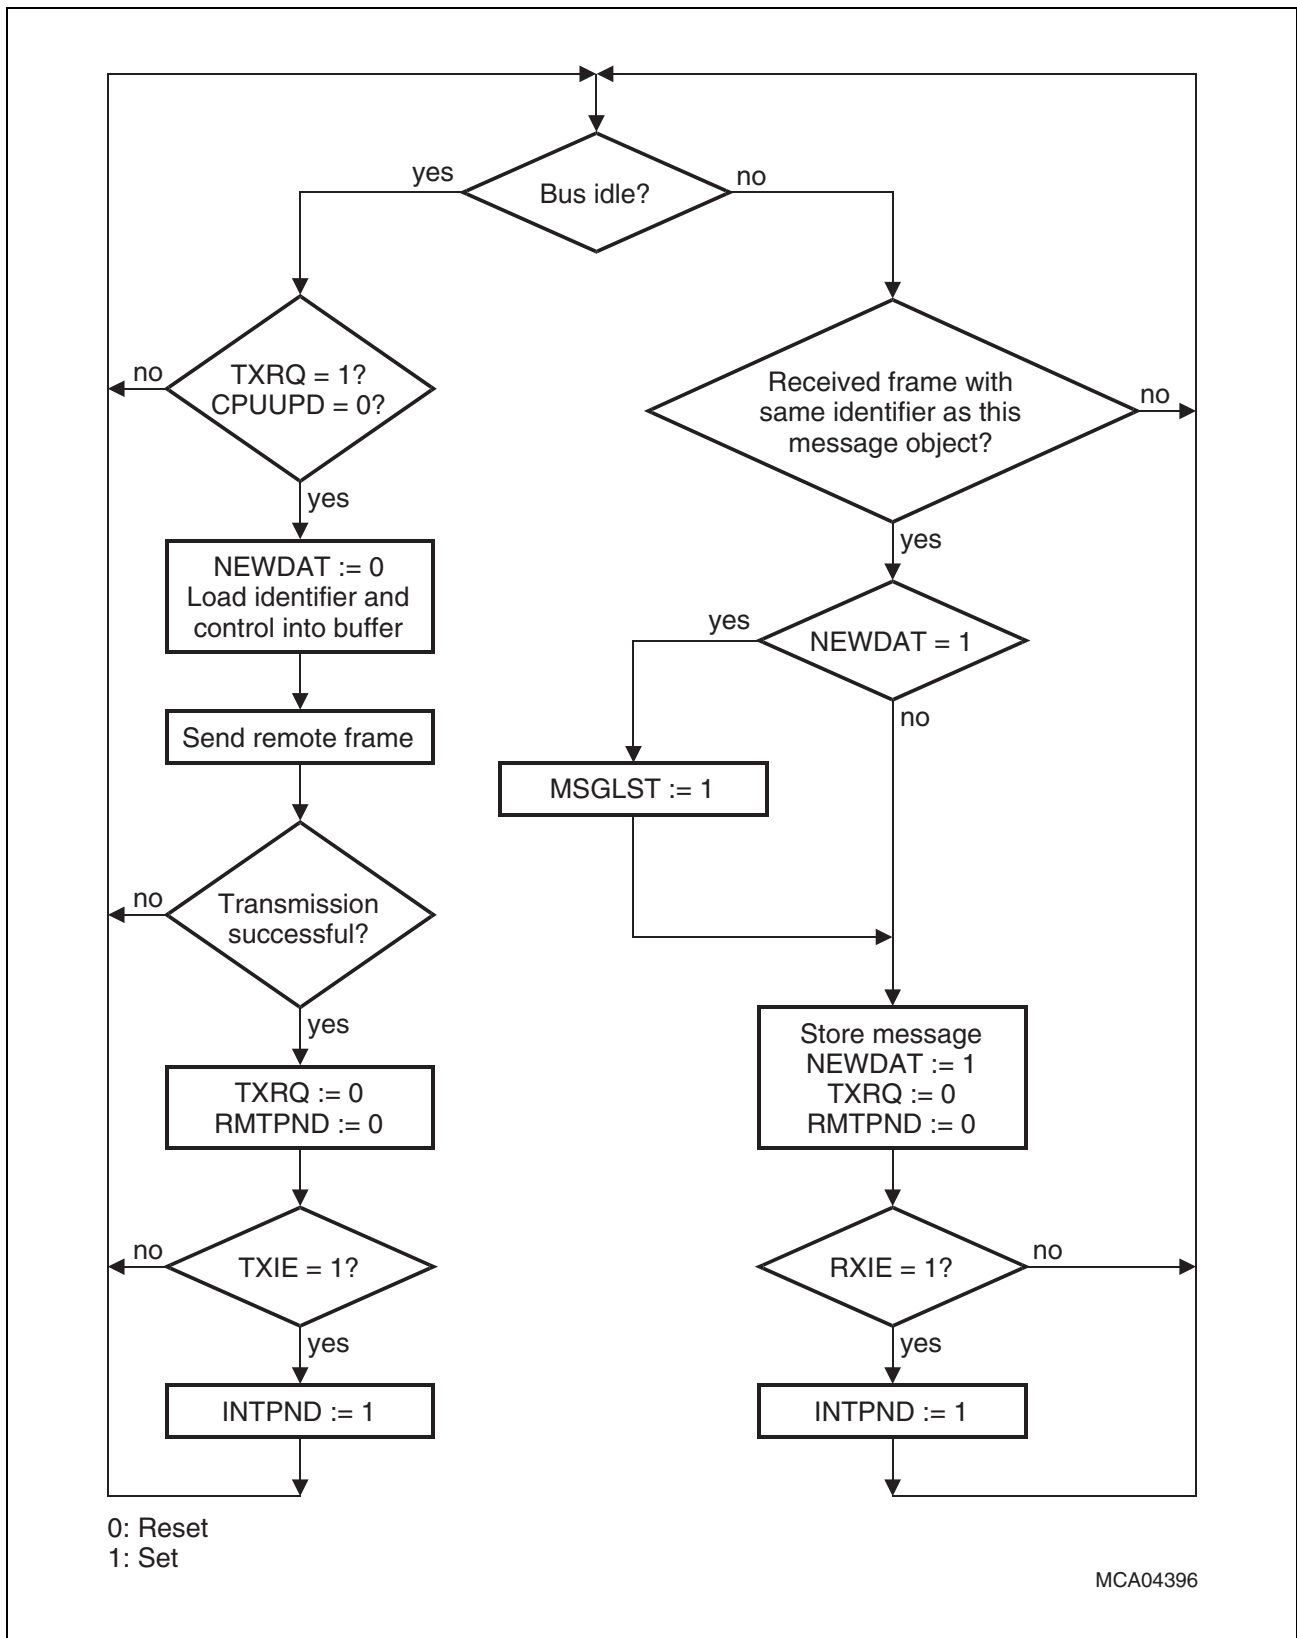 Bus idle?
yes
no
TXRQ = 1?
CPUUPD = 0?
no
yes
NEWDAT := 0
Load identifier and
control into buffer
Send remote frame
Transmission
successful?
no
yes
TXRQ := 0
RMTPND := 0
TXIE = 1?
no
yes
INTPND := 1
Received frame with
same identifier as this
message object?
no
yes
NEWDAT = 1
yes
no
MSGLST := 1
Store message
NEWDAT := 1
TXRQ := 0
RMTPND := 0
RXIE = 1?
no
yes
INTPND := 1
0: Reset
1: Set
MCA04396